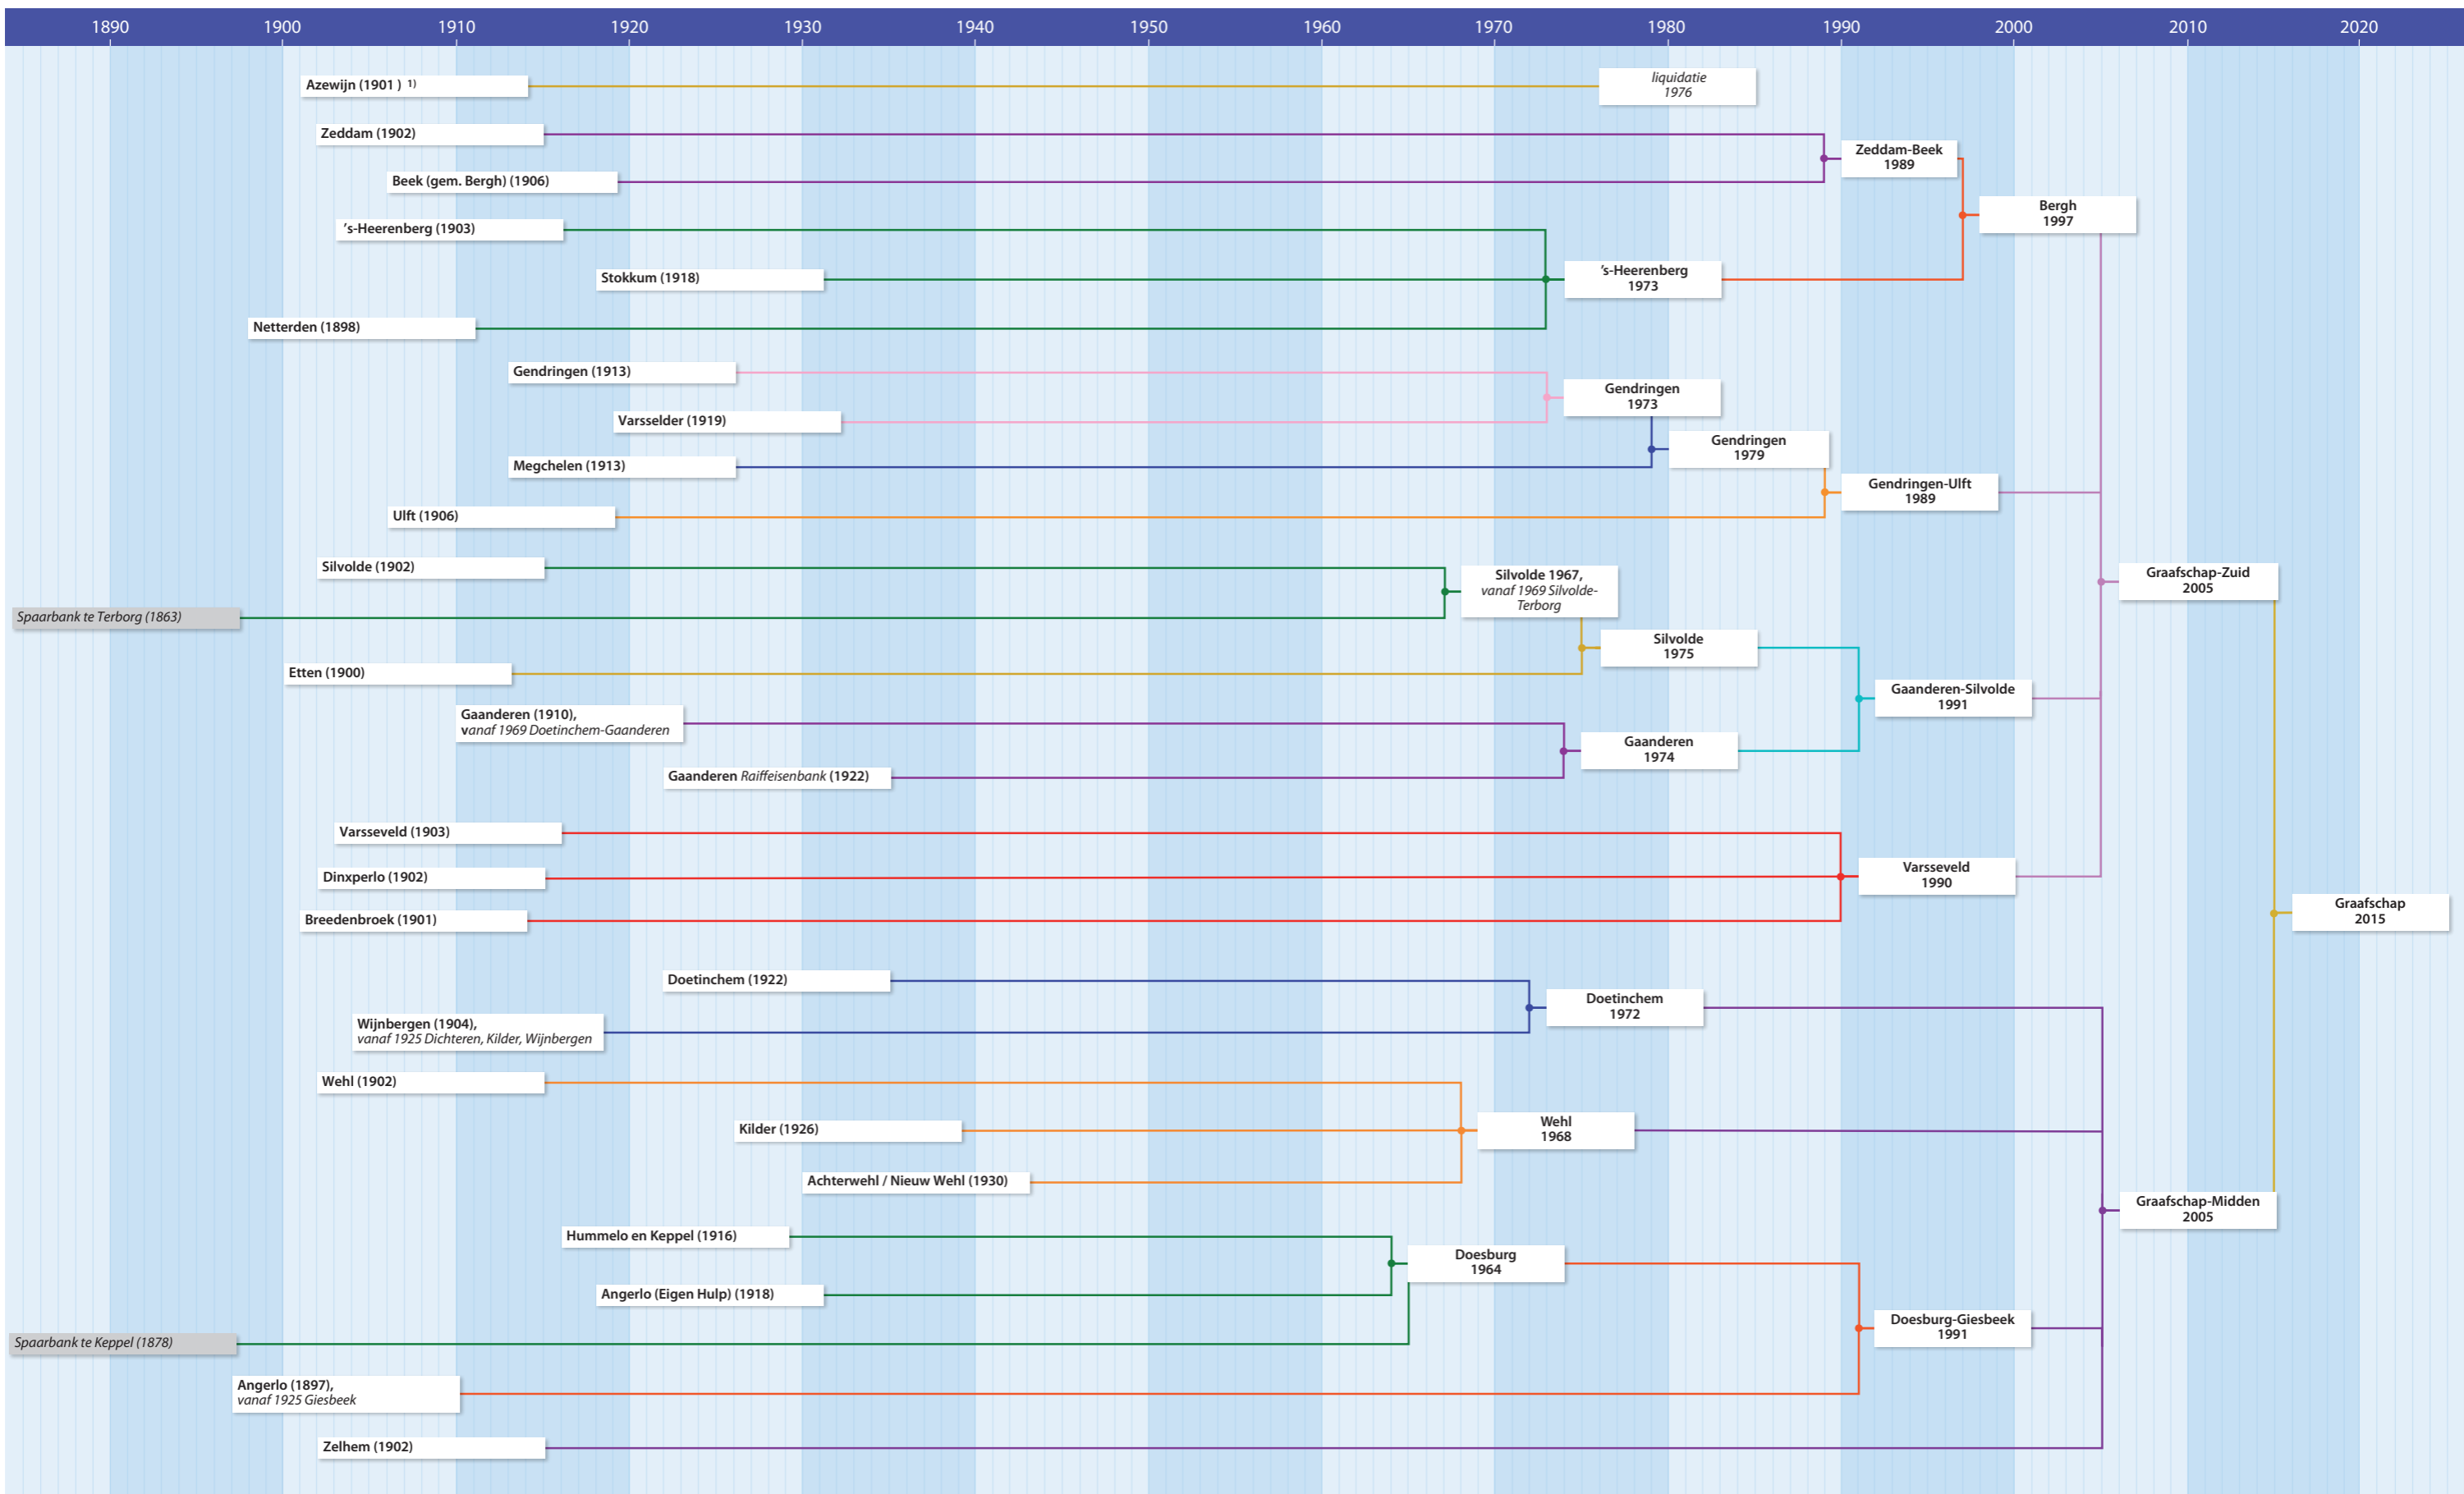 1890 1900 1910 1920 1930 1940 1950 1960 1970 1980 1990 2000 2010 2020
Azewijn (1901 ) 1)
liquidatie
1976
Zeddam (1902)
Zeddam-Beek
1989
Beek (gem. Bergh) (1906)
Bergh
1997
’s-Heerenberg (1903)
Stokkum (1918)
’s-Heerenberg
1973
Netterden (1898)
Gendringen (1913)
Gendringen
1973
Varsselder (1919)
Gendringen
1979
Megchelen (1913)
Gendringen-Ulft
1989
Ulft (1906)
Silvolde (1902)
Silvolde 1967,
vanaf 1969 Silvolde-
Terborg
Graafschap-Zuid
2005
Spaarbank te Terborg (1863)
Silvolde
1975
Etten (1900)
Gaanderen-Silvolde
1991
Gaanderen (1910),
vanaf 1969 Doetinchem-Gaanderen
Gaanderen
1974
Gaanderen Raiffeisenbank (1922)
Varsseveld (1903)
Dinxperlo (1902)
Varsseveld
1990
Breedenbroek (1901)
Graafschap
2015
Doetinchem (1922)
Doetinchem
1972
Wijnbergen (1904),
vanaf 1925 Dichteren, Kilder, Wijnbergen
Wehl (1902)
Kilder (1926)
Wehl
1968
Achterwehl / Nieuw Wehl (1930)
Graafschap-Midden
2005
Hummelo en Keppel (1916)
Doesburg
1964
Angerlo (Eigen Hulp) (1918)
Doesburg-Giesbeek
1991
Spaarbank te Keppel (1878)
Angerlo (1897),
vanaf 1925 Giesbeek
Zelhem (1902)